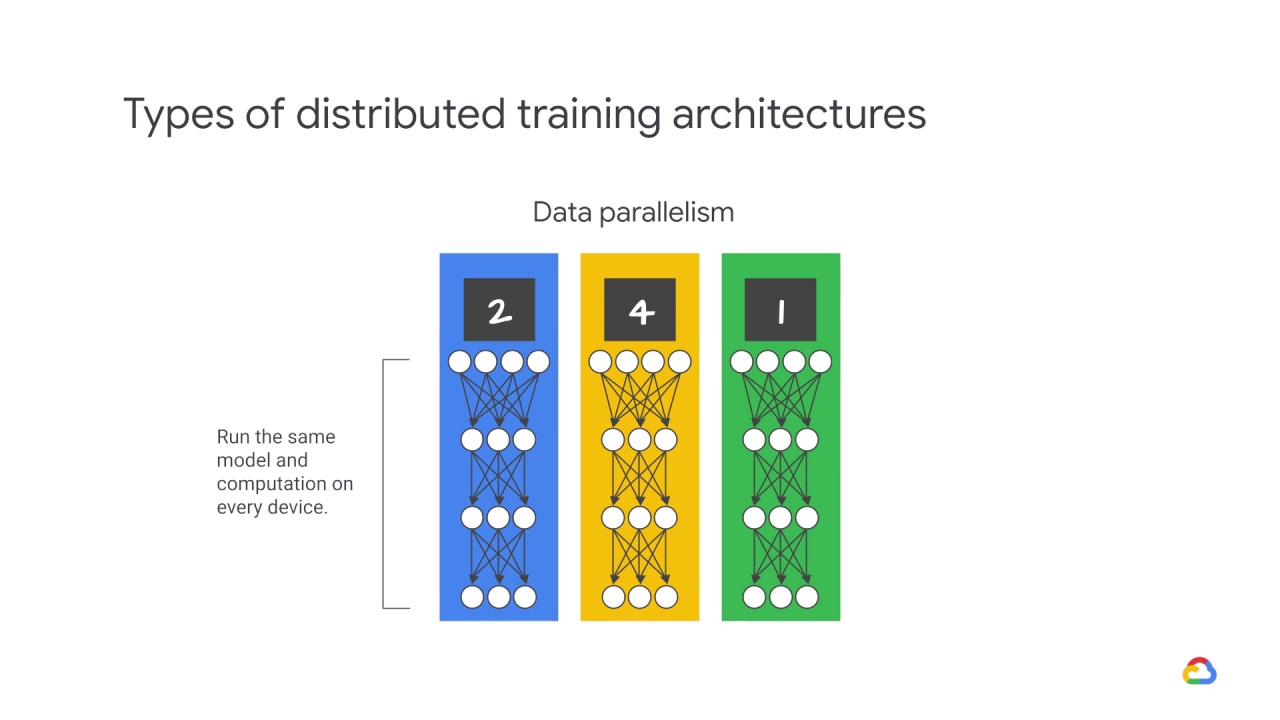 Types of distributed training architectures
Data parallelism
2 4 1
Run the same
model and
computation on
every device.